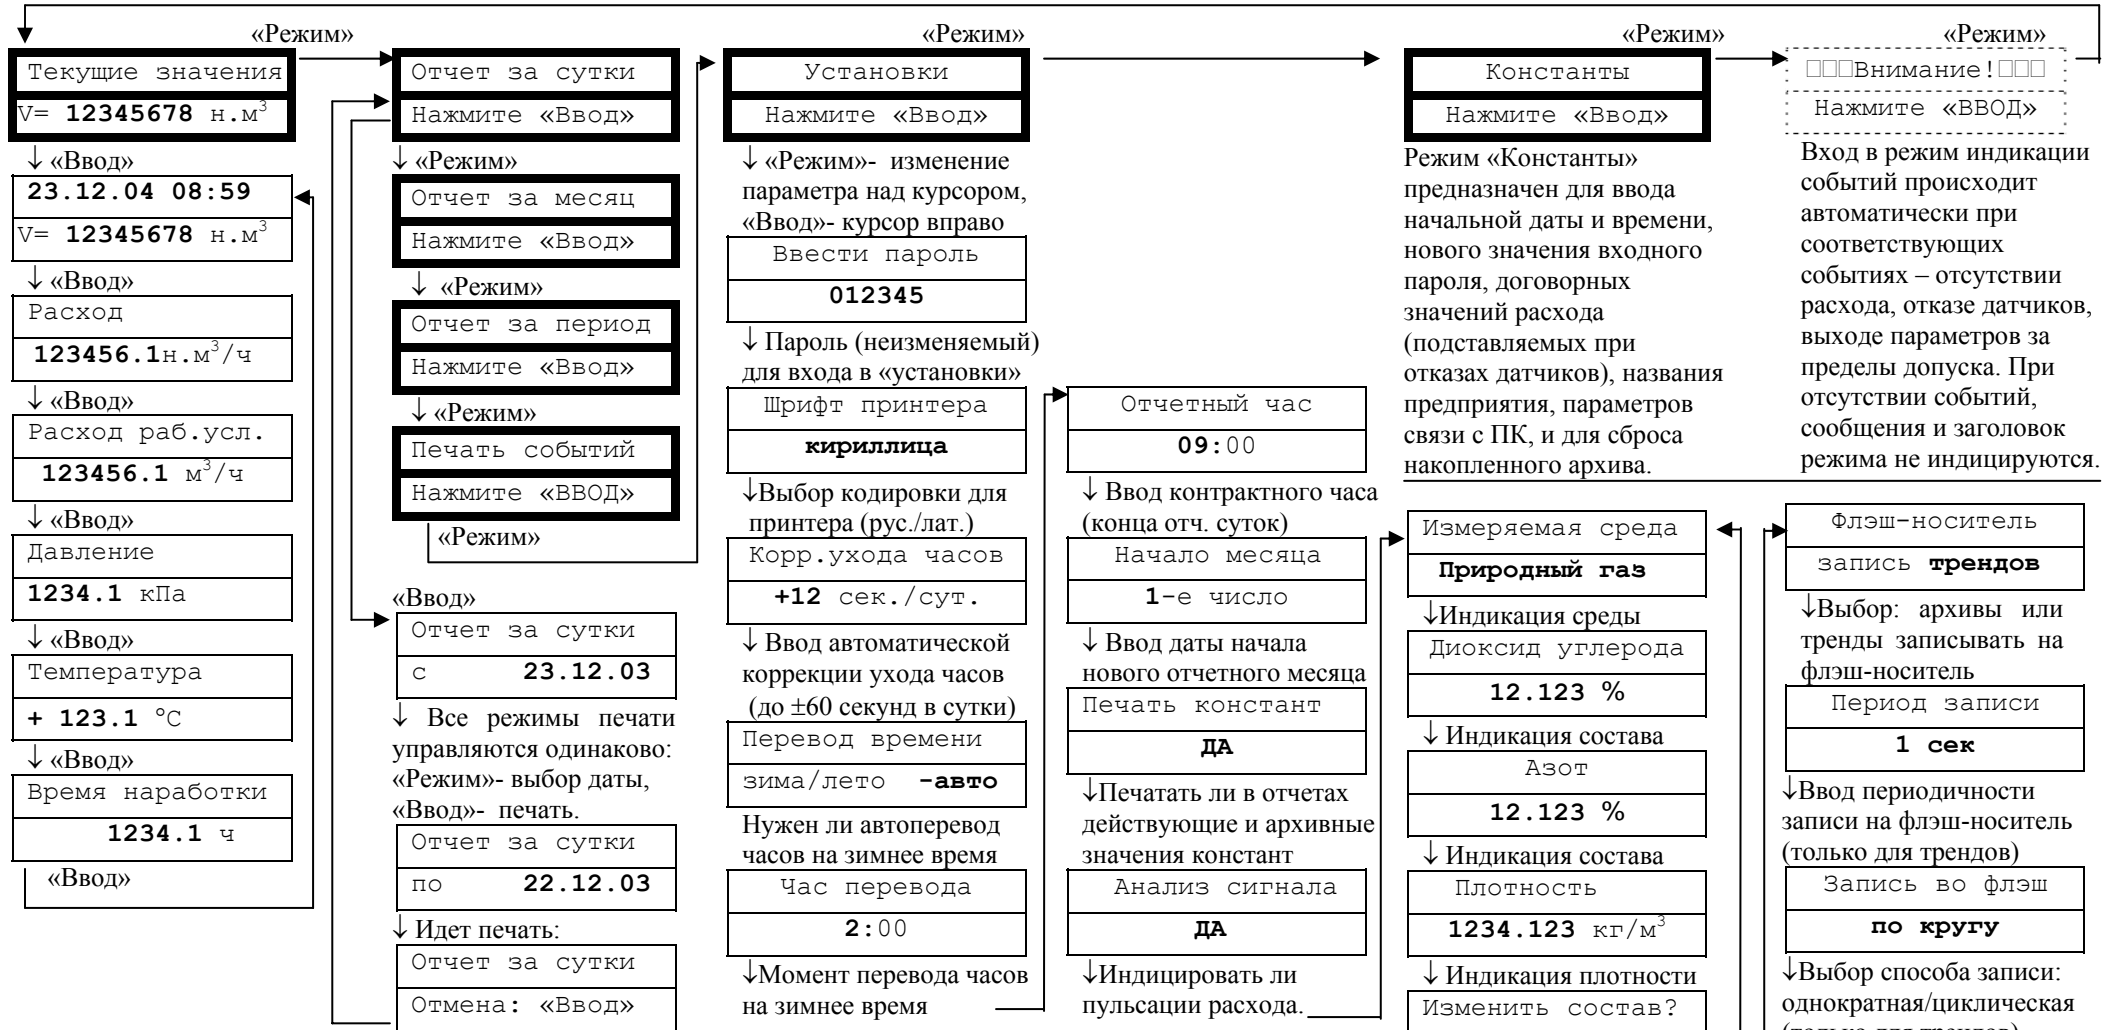 «Режим»
Текущие значения
V= 12345678 н.м³
↓ «Ввод»
23.12.04 08:59
V= 12345678 н.м³
↓ «Ввод»
Расход
123456.1н.м³/ч
↓ «Ввод»
Расход раб.усл.
123456.1 м³/ч
↓ «Ввод»
Давление
1234.1 кПа
↓ «Ввод»
Температура
+ 123.1 °C
↓ «Ввод»
Время наработки
1234.1 ч
«Ввод»
Отчет за сутки
Нажмите «Ввод»
↓ «Режим»
Отчет за месяц
Нажмите «Ввод»
↓ «Режим»
Отчет за период
Нажмите «Ввод»
↓ «Режим»
Печать событий
Нажмите «ВВОД»
«Режим»
«Ввод»
Отчет за сутки
с 23.12.03
↓ Все режимы печати
управляются одинаково:
«Режим»- выбор даты,
«Ввод»- печать.
Отчет за сутки
по 22.12.03
↓ Идет печать:
Отчет за сутки
Отмена: «Ввод»
«Режим»
Установки
Нажмите «Ввод»
↓ «Режим»- изменение
параметра над курсором,
«Ввод»- курсор вправо
Ввести пароль
012345
↓ Пароль (неизменяемый)
для входа в «установки»
Шрифт принтера
кириллица
↓Выбор кодировки для
принтера (рус./лат.)
Корр.ухода часов
+12 сек./сут.
↓ Ввод автоматической
коррекции ухода часов
(до ±60 секунд в сутки)
Перевод времени
зима/лето -авто
Нужен ли автоперевод
часов на зимнее время
Час перевода
2:00
↓Момент перевода часов
на зимнее время
Отчетный час
09:00
↓ Ввод контрактного часа
(конца отч. суток)
Начало месяца
1-е число
↓ Ввод даты начала
нового отчетного месяца
Печать констант
ДА
↓Печатать ли в отчетах
действующие и архивные
значения констант
Анализ сигнала
ДА
↓Индицировать ли
пульсации расхода.
«Режим»
Константы
Нажмите «Ввод»
Режим «Константы»
предназначен для ввода
начальной даты и времени,
нового значения входного
пароля, договорных
значений расхода
(подставляемых при
отказах датчиков), названия
предприятия, параметров
связи с ПК, и для сброса
накопленного архива.
Измеряемая среда
Природный газ
↓Индикация среды
Диоксид углерода
12.123 %
↓ Индикация состава
Азот
12.123 %
↓ Индикация состава
Плотность
1234.123 кг/м³
↓ Индикация плотности
Изменить состав?
«Режим»
□□□Внимание!□□□
Нажмите «ВВОД»
Вход в режим индикации
событий происходит
автоматически при
соответствующих
событиях – отсутствии
расхода, отказе датчиков,
выходе параметров за
пределы допуска. При
отсутствии событий,
сообщения и заголовок
режима не индицируются.
Флэш-носитель
запись трендов
↓Выбор: архивы или
тренды записывать на
флэш-носитель
Период записи
1 сек
↓Ввод периодичности
записи на флэш-носитель
(только для трендов)
Запись во флэш
по кругу
↓Выбор способа записи:
однократная/циклическая